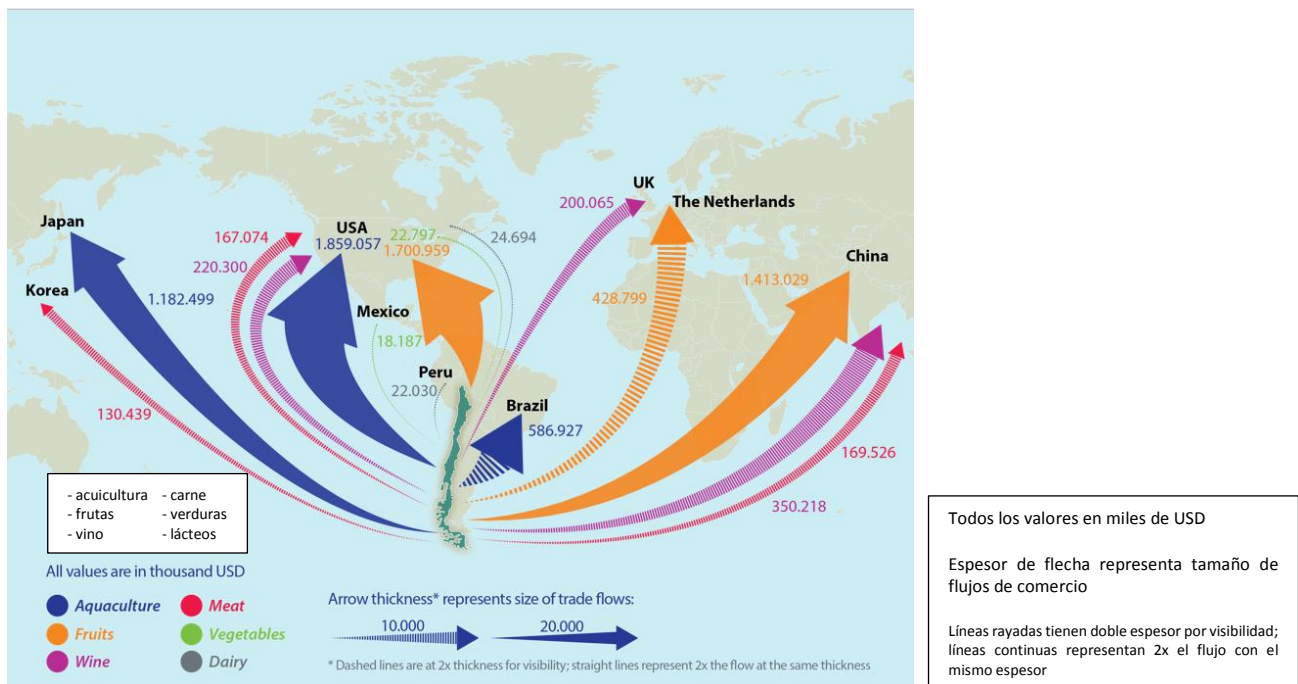 UK
The Netherlands
200.065
Japan
USA
22.797
24.694
167.074
1.859.057
1.700.959
China
220.300
Korea
1.182.499
428.799
1.413.029
Mexico
18.187
Peru
22.030
Brazil
130.439
586.927
169.526
350.218
- acuicultura - carne
- frutas - verduras
- vino - lácteos
All values are in thousand USD
Aquaculture Meat
Fruits Vegetables
Wine Dairy
Arrow thickness* represents size of trade flows:
10.000 20.000
* Dashed lines are at 2x thickness for visibility; straight lines represent 2x the flow at the same thickness
Todos los valores en miles de USD
Espesor de flecha representa tamaño de
flujos de comercio
Líneas rayadas tienen doble espesor por visibilidad;
líneas continuas representan 2x el flujo con el
mismo espesor